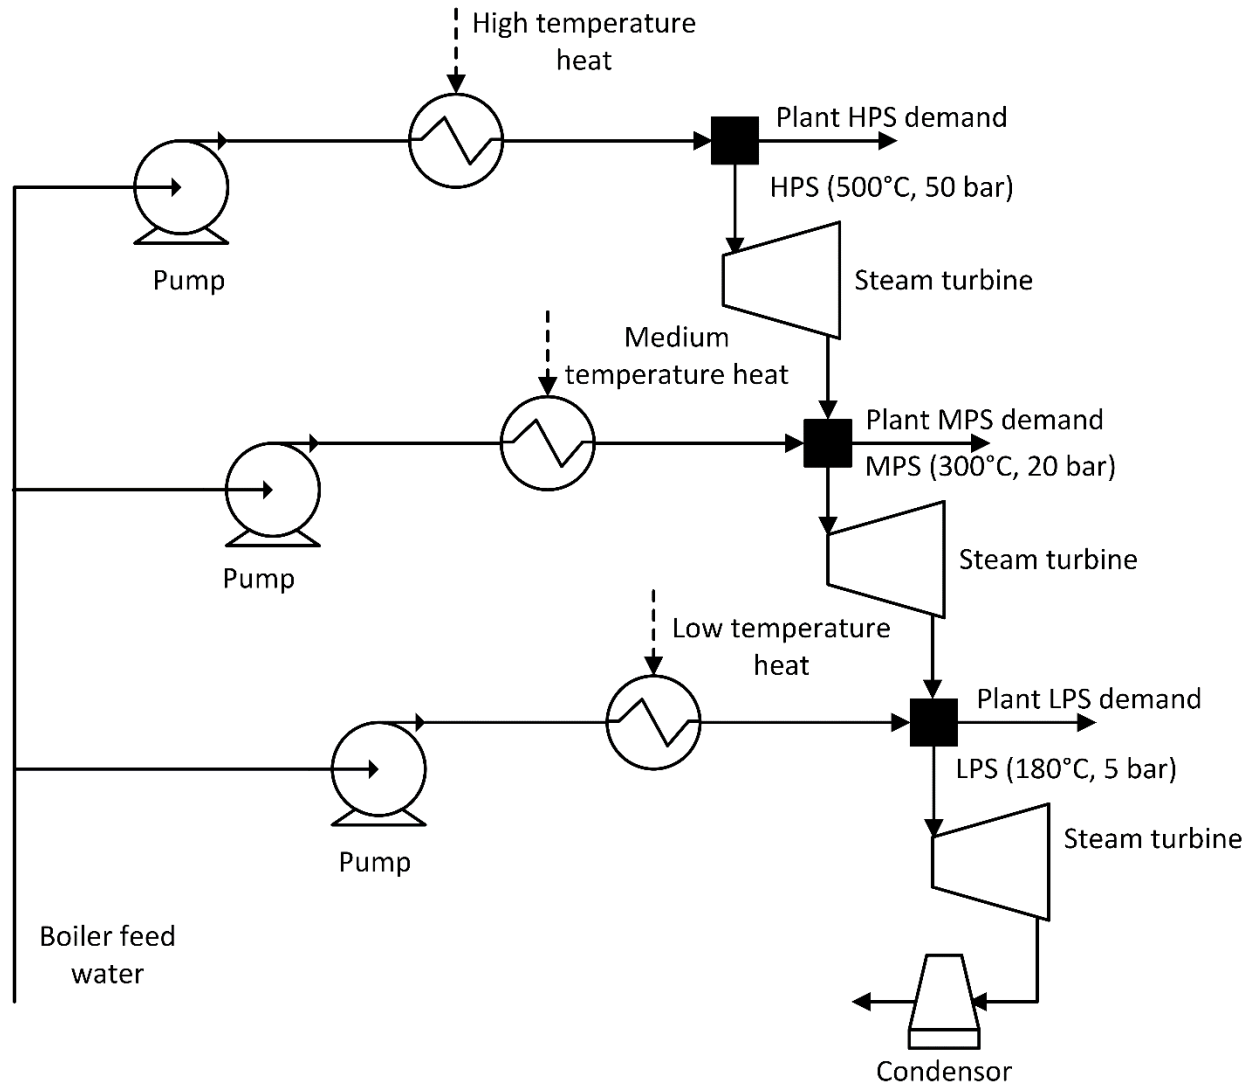 High temperature
heat
Plant HPS demand
HPS (500°C, 50 bar)
Pump
Steam turbine
Medium
temperature heat
Plant MPS demand
MPS (300°C, 20 bar)
Steam turbine
Pump
Low temperature
heat
Plant LPS demand
LPS (180°C, 5 bar)
Steam turbine
Pump
Boiler feed
water
Condensor